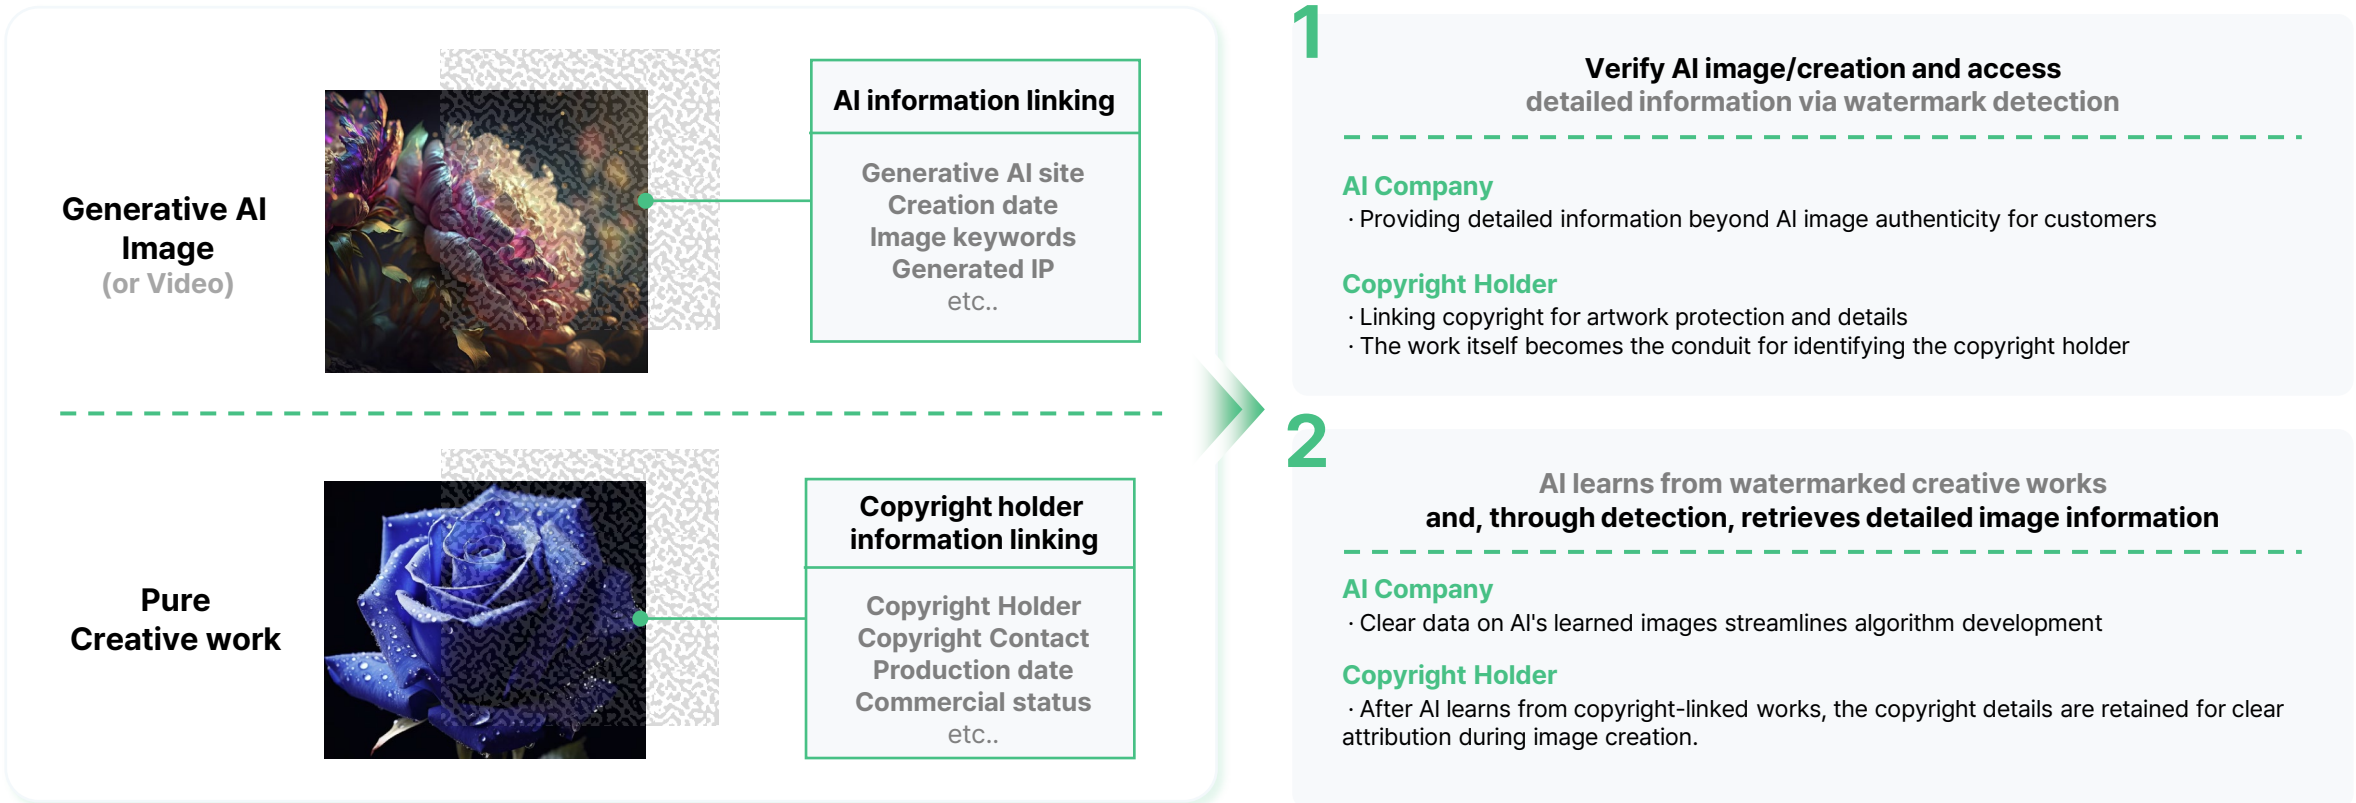 Generative AI
Image
(or Video)
AI information linking
Generative AI site
Creation date
Image keywords
Generated IP
etc..
Pure
Creative work
Copyright holder
information linking
Copyright Holder
Copyright Contact
Production date
Commercial status
etc..
1
Verify AI image/creation and access
detailed information via watermark detection
AI Company
· Providing detailed information beyond AI image authenticity for customers
Copyright Holder
· Linking copyright for artwork protection and details
· The work itself becomes the conduit for identifying the copyright holder
2
AI learns from watermarked creative works
and, through detection, retrieves detailed image information
AI Company
· Clear data on AI's learned images streamlines algorithm development
Copyright Holder
· After AI learns from copyright-linked works, the copyright details are retained for clear
attribution during image creation.